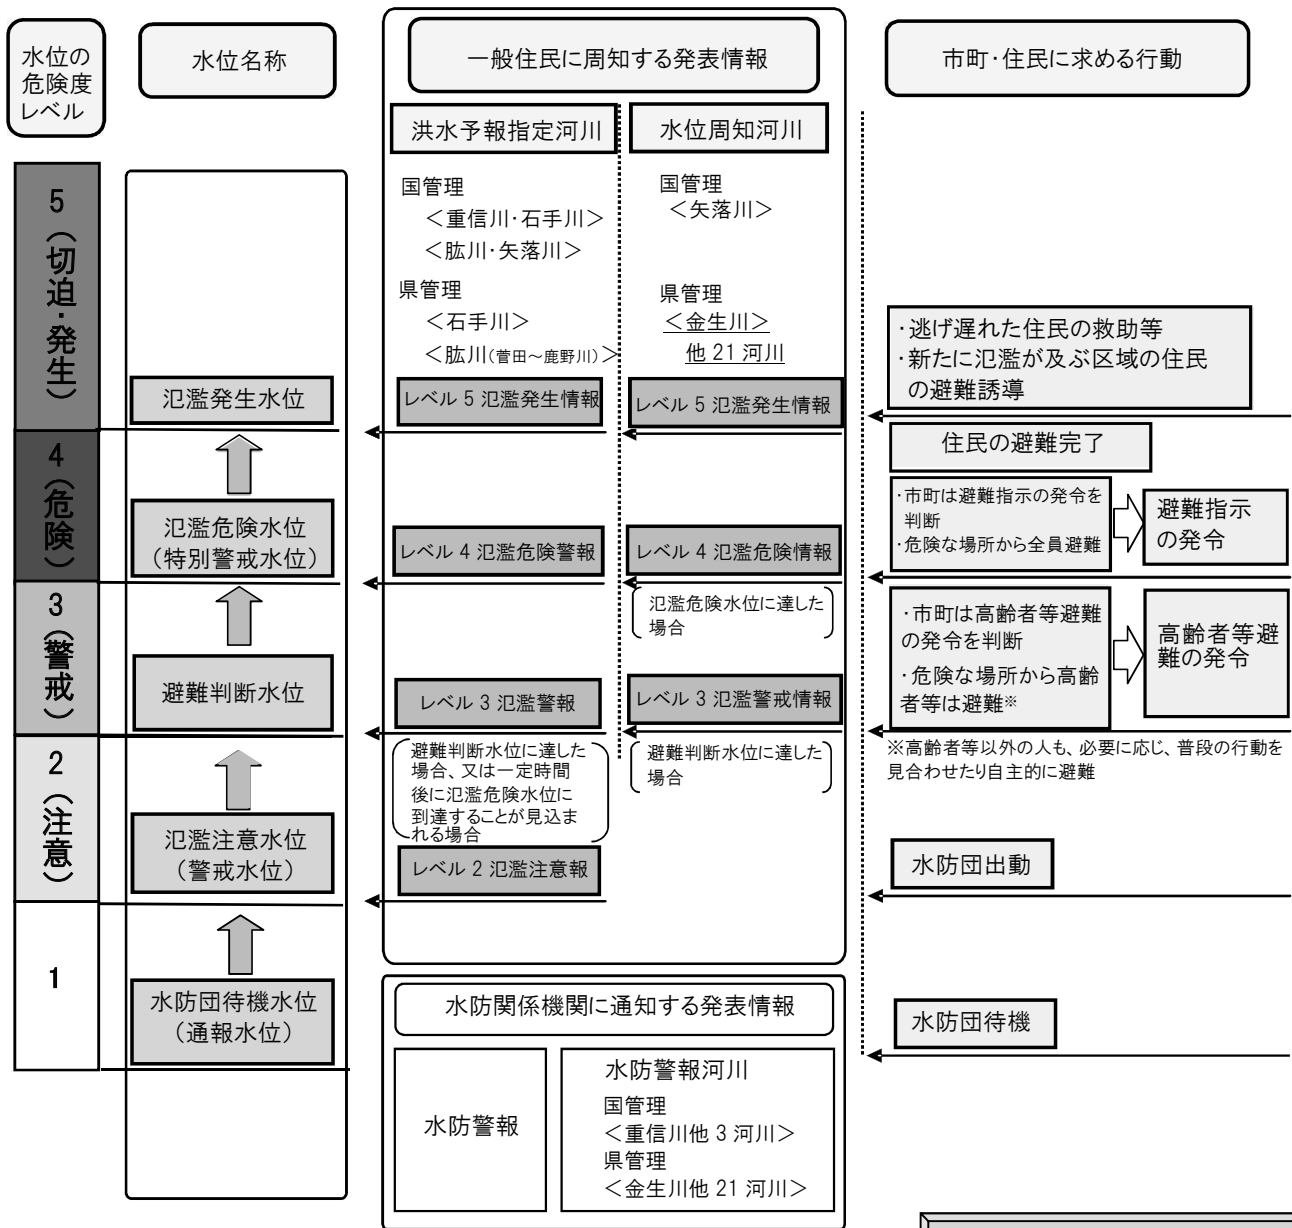 水位の
危険度
レベル
水位名称
一般住民に周知する発表情報
市町・住民に求める行動
洪水予報指定河川
水位周知河川
国管理
＜重信川・石手川＞
＜肱川・矢落川＞
県管理
＜石手川＞
＜肱川(菅田～鹿野川)＞
国管理
＜矢落川＞
県管理
＜金生川＞
他 21 河川
5（切迫・発生）
氾濫発生水位
レベル 5 氾濫発生情報
レベル 5 氾濫発生情報
・逃げ遅れた住民の救助等
・新たに氾濫が及ぶ区域の住民
の避難誘導
4（危険）
住民の避難完了
氾濫危険水位
（特別警戒水位）
レベル 4 氾濫危険警報
レベル 4 氾濫危険情報
氾濫危険水位に達した
場合
・市町は避難指示の発令を
判断
・危険な場所から全員避難
避難指示
の発令
3（警戒）
避難判断水位
レベル 3 氾濫警報
避難判断水位に達した
場合、又は一定時間
後に氾濫危険水位に
到達することが見込ま
れる場合
レベル 3 氾濫警戒情報
避難判断水位に達した
場合
・市町は高齢者等避難
の発令を判断
・危険な場所から高齢
者等は避難※
高齢者等避
難の発令
※高齢者等以外の人も、必要に応じ、普段の行動を
見合わせたり自主的に避難
2（注意）
氾濫注意水位
（警戒水位）
レベル 2 氾濫注意報
水防団出動
1
水防団待機水位
（通報水位）
水防団待機
水防関係機関に通知する発表情報
水防警報
水防警報河川
国管理
＜重信川他 3 河川＞
県管理
＜金生川他 21 河川＞